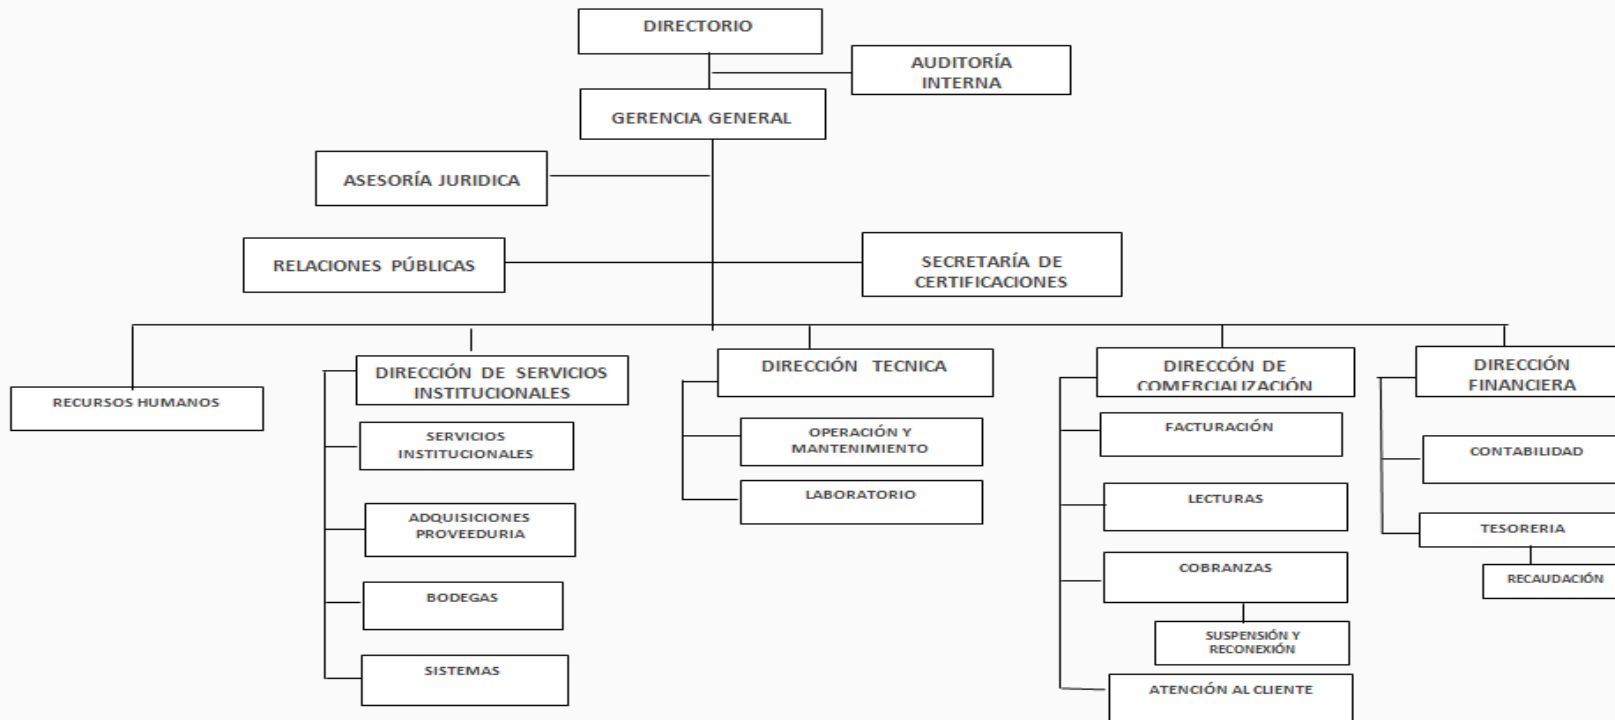 DIRECTORIO
AUDITORÍA
INTERNA
GERENCIA GENERAL
ASESORÍA JURIDICA
RELACIONES PÚBLICAS
SECRETARÍA DE
CERTIFICACIONES
RECURSOS HUMANOS
DIRECCIÓN DE SERVICIOS
INSTITUCIONALES
SERVICIOS
INSTITUCIONALES
ADQUISICIONES
PROVEEDURIA
BODEGAS
SISTEMAS
DIRECCIÓN TECNICA
OPERACIÓN Y
MANTENIMIENTO
LABORATORIO
DIRECCÓN DE
COMERCIALIZACIÓN
FACTURACIÓN
LECTURAS
COBRANZAS
SUSPENSIÓN Y
RECONEXIÓN
ATENCIÓN AL CLIENTE
DIRECCIÓN
FINANCIERA
CONTABILIDAD
TESORERIA
RECAUDACIÓN